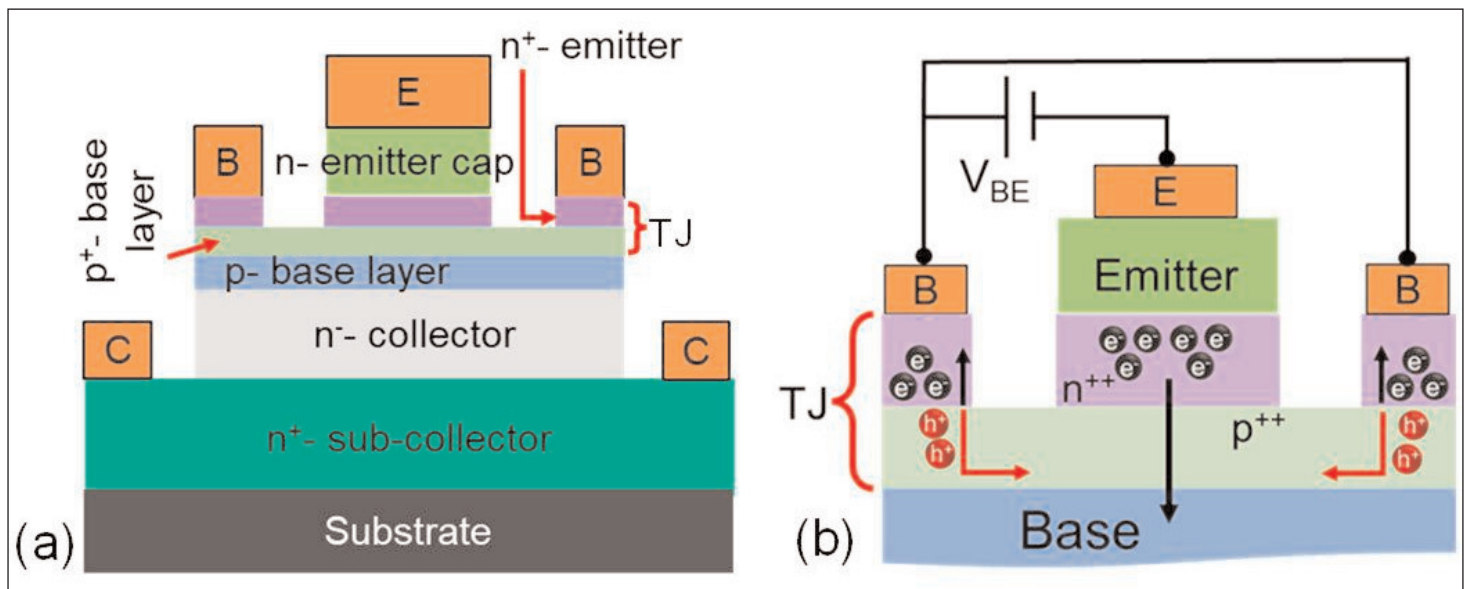 n⁺- emitter
E
B
n- emitter cap
B
TJ
p⁺- base
layer
p- base layer
n⁻- collector
C
C
n⁺- sub-collector
Substrate
(a)
V_BE
E
B
Emitter
B
e⁻ e⁻ e⁻ e⁻
e⁻ e⁻
e⁻
e⁻ e⁻
e⁻
e⁻ e⁻
n⁺⁺
TJ
p⁺⁺
h⁺
h⁺
h⁺
h⁺
Base
(b)